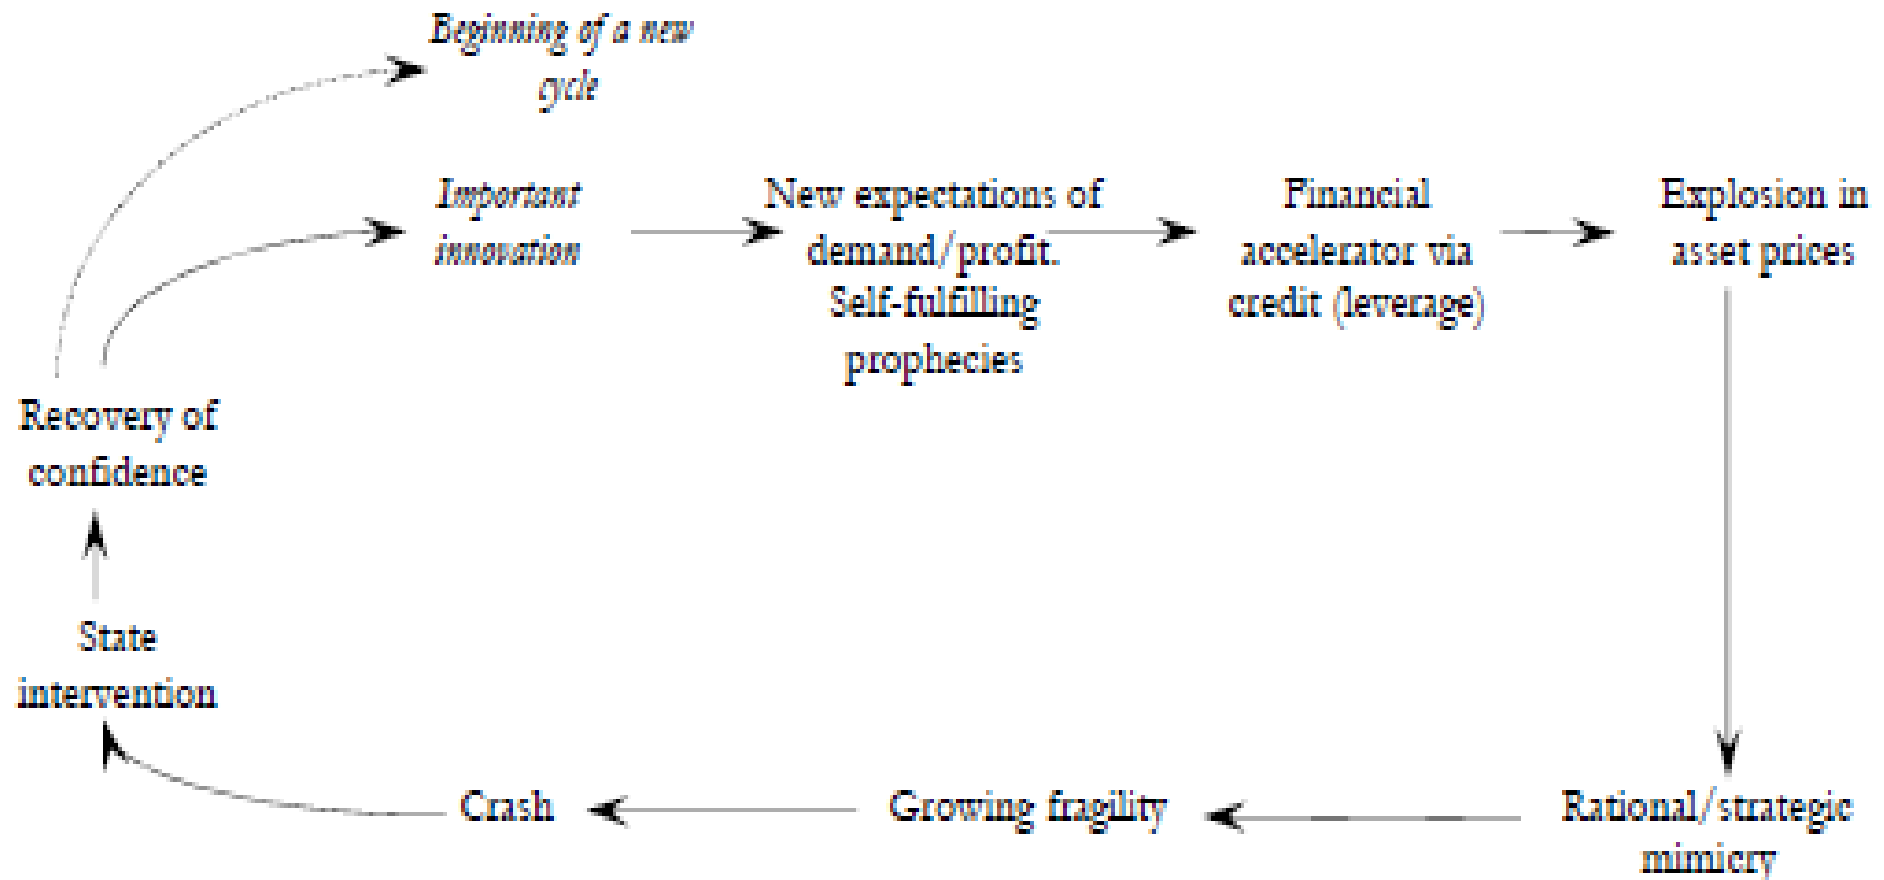 Beginning of a new
cycle
Important
innovation
New expectations of
demand/profit.
Self-fulfilling
prophecies
Financial
accelerator via
credit (leverage)
Explosion in
asset prices
Recovery of
confidence
State
intervention
Crash
Growing fragility
Rational/strategic
mimicry